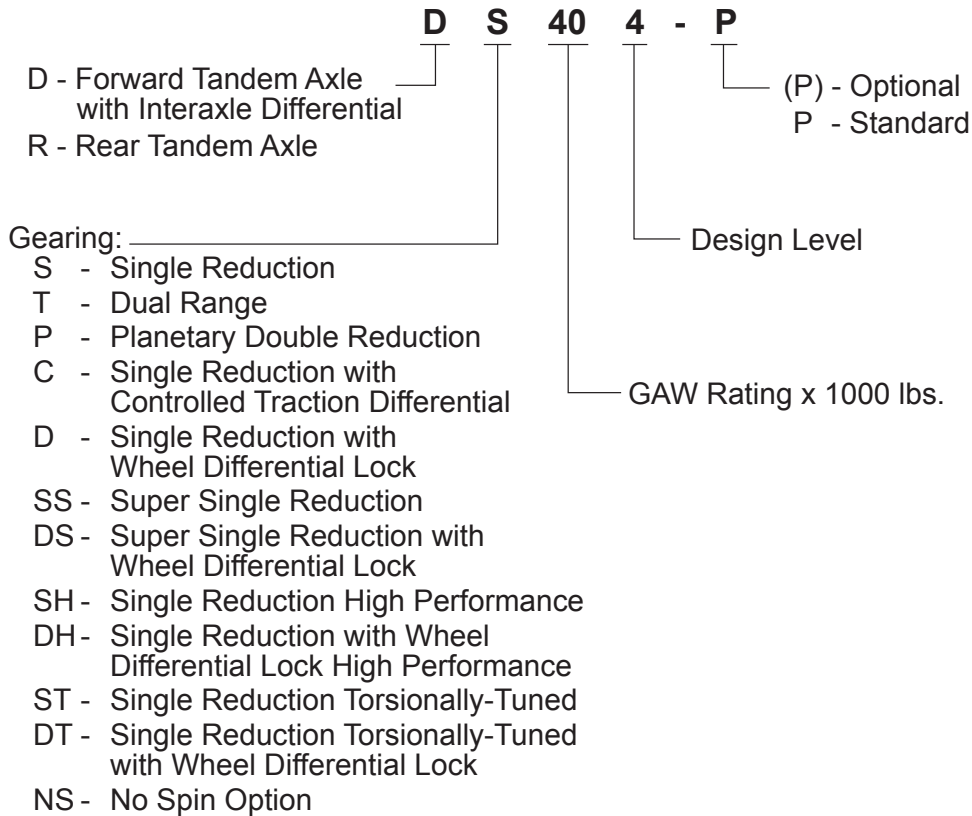 D S 40 4 - P
D - Forward Tandem Axle
with Interaxle Differential
R - Rear Tandem Axle
(P) - Optional
P - Standard
Gearing:
S - Single Reduction
T - Dual Range
P - Planetary Double Reduction
C - Single Reduction with
Controlled Traction Differential
D - Single Reduction with
Wheel Differential Lock
SS - Super Single Reduction
DS - Super Single Reduction with
Wheel Differential Lock
SH - Single Reduction High Performance
DH - Single Reduction with Wheel
Differential Lock High Performance
ST - Single Reduction Torsionally-Tuned
DT - Single Reduction Torsionally-Tuned
with Wheel Differential Lock
NS - No Spin Option
Design Level
GAW Rating x 1000 lbs.